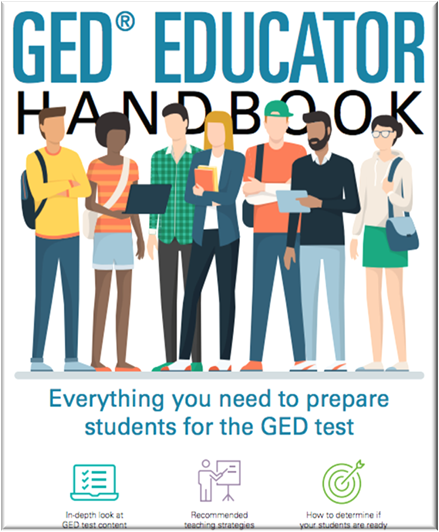 GED® EDUCATOR
HANDBOOK
Everything you need to prepare
students for the GED test
In-depth look at
GED test content
Recommended
teaching strategies
How to determine if
your students are ready